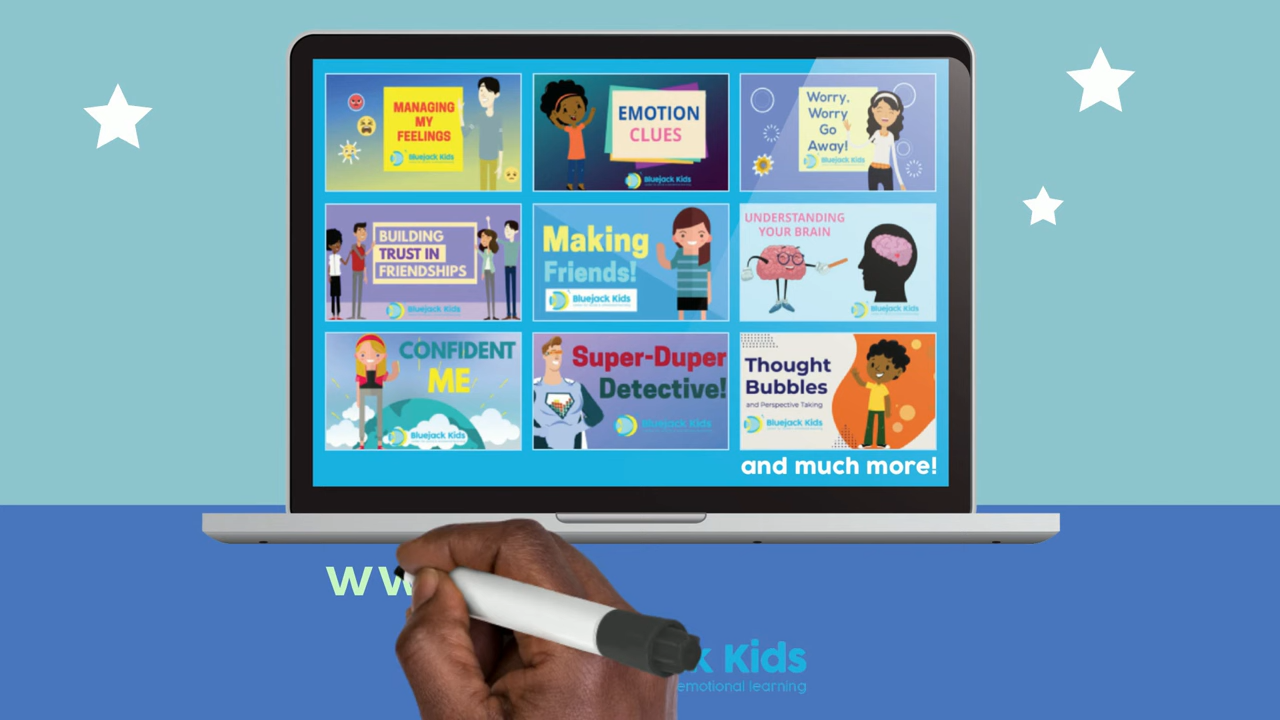 MANAGING
MY
FEELINGS
Bluejack Kids
EMOTION
CLUES
Bluejack Kids
Worry,
Worry
Go
Away!
Bluejack Kids
BUILDING
TRUST IN
FRIENDSHIPS
Bluejack Kids
Making
Friends!
Bluejack Kids
UNDERSTANDING
YOUR BRAIN
Bluejack Kids
CONFIDENT
ME
Bluejack Kids
Super-Duper
Detective!
Bluejack Kids
Thought
Bubbles
and Perspective Taking
Bluejack Kids
and much more!
ww
k Kids
emotional learning